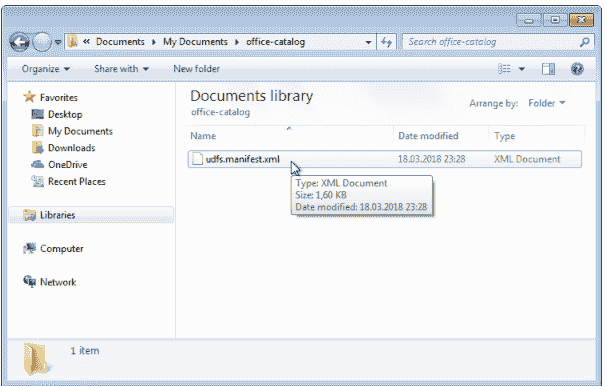 « Documents My Documents office-catalog Search office-catalog
Organize Share with New folder
Favorites
Desktop
My Documents
Downloads
OneDrive
Recent Places
Libraries
Computer
Network
Documents library
office-catalog
Arrange by: Folder
Name Date modified Type
udfs.manifest.xml 18.03.2018 23:28 XML Document
Type: XML Document
Size: 1,60 KB
Date modified: 18.03.2018 23:28
1 item